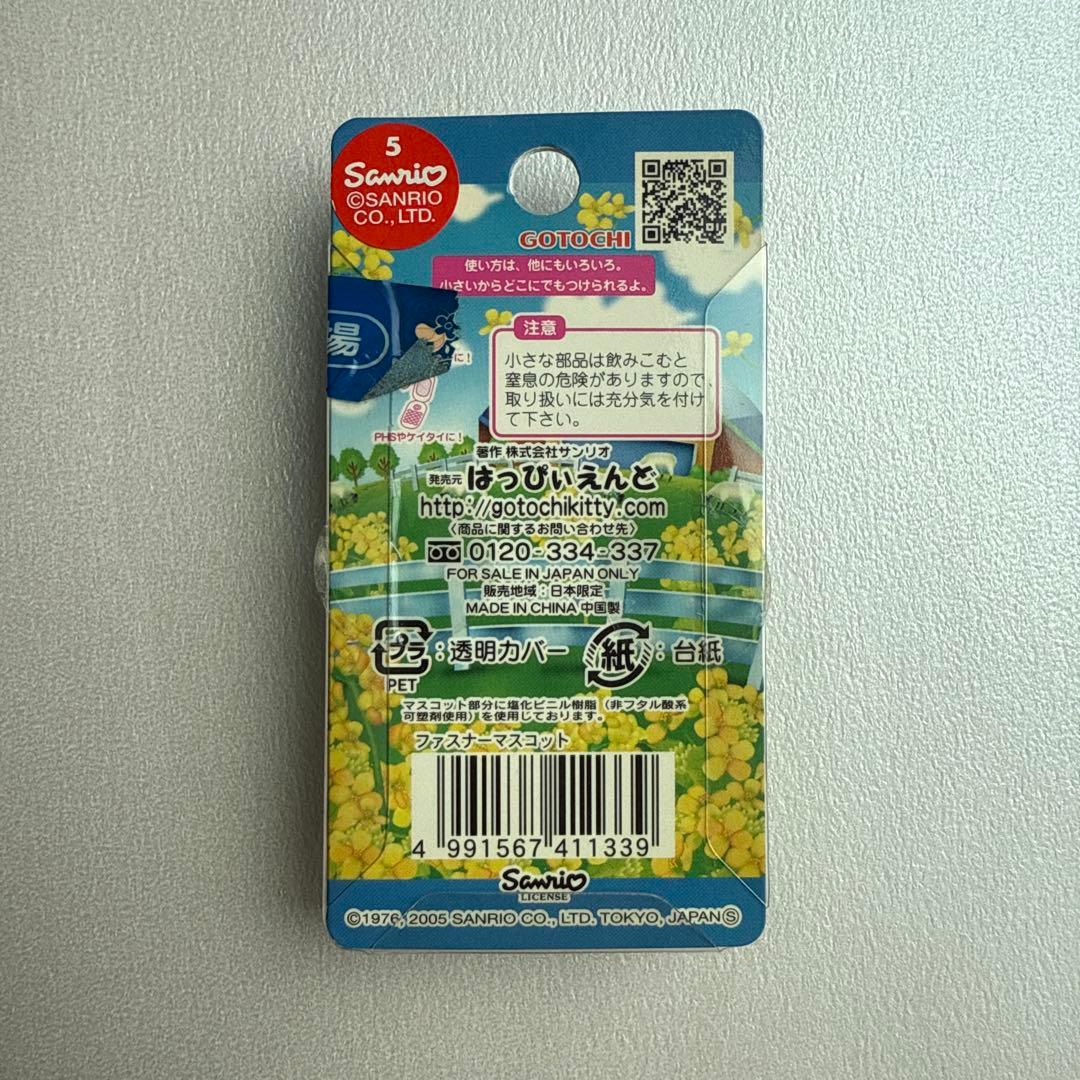 5
Sanrio
©SANRIO
CO., LTD.
GOTOCHI
使い方は、他にもいろいろ。
小さいからどこにでもつけられるよ。
場
に!
PHSやケイタイに!
注意
小さな部品は飲みこむと
窒息の危険がありますので、
取り扱いには充分気を付け
て下さい。
著作 株式会社サンリオ
発売元 はっぴぃえんど
http://gotochikitty.com
〈商品に関するお問い合わせ先〉
0120-334-337
FOR SALE IN JAPAN ONLY
販売地域：日本限定
MADE IN CHINA 中国製
プラ：透明カバー 紙：台紙
PET
マスコット部分に塩化ビニル樹脂（非フタル酸系
可塑剤使用）を使用しております。
ファスナーマスコット
4 991567 411339
Sanrio
LICENSE
©1976, 2005 SANRIO CO., LTD. TOKYO, JAPAN Ⓢ